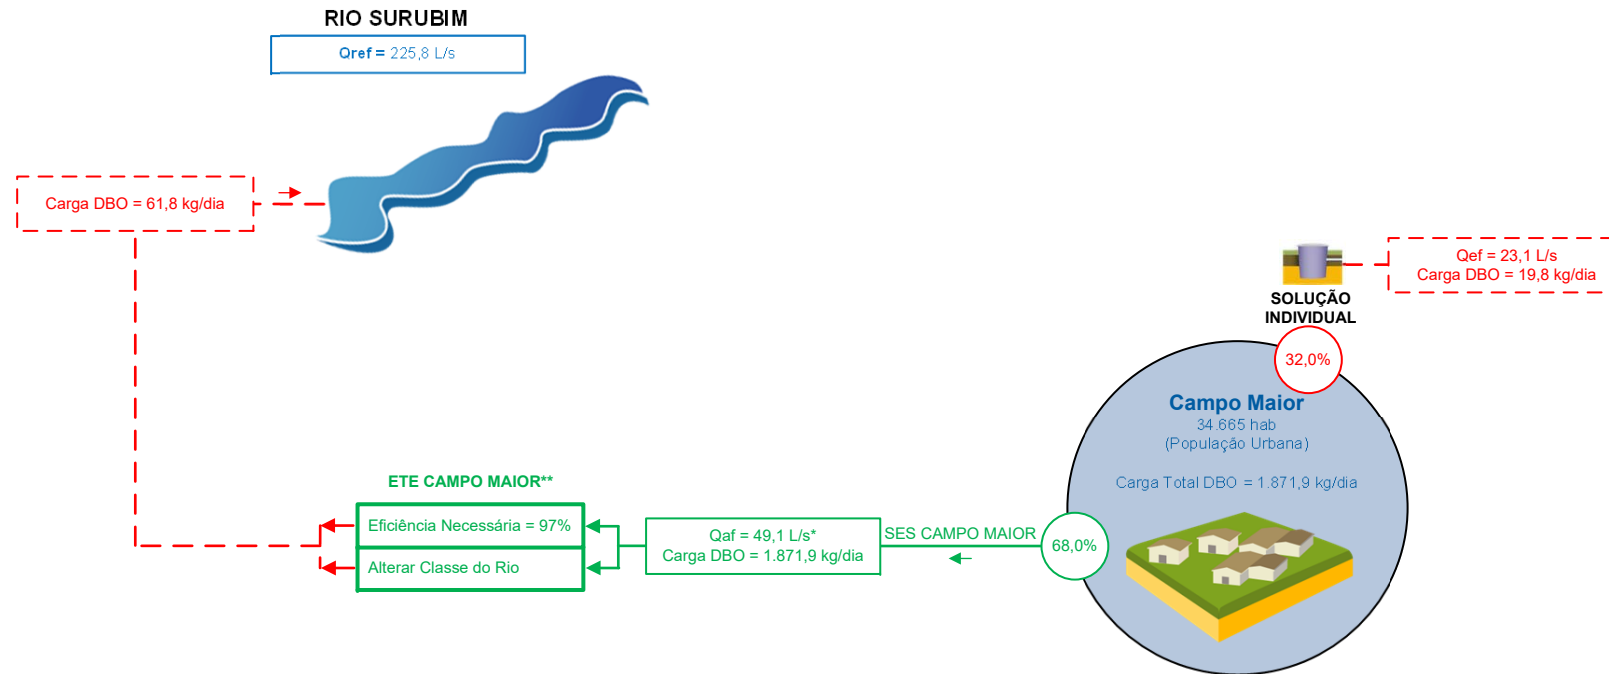 RIO SURUBIM
Qref = 225,8 L/s
Carga DBO = 61,8 kg/dia
Qef = 23,1 L/s
Carga DBO = 19,8 kg/dia
SOLUÇÃO
INDIVIDUAL
32,0%
Campo Maior
34.665 hab
(População Urbana)
Carga Total DBO = 1.871,9 kg/dia
ETE CAMPO MAIOR**
Eficiência Necessária = 97%
Alterar Classe do Rio
Qaf = 49,1 L/s*
Carga DBO = 1.871,9 kg/dia
SES CAMPO MAIOR
68,0%